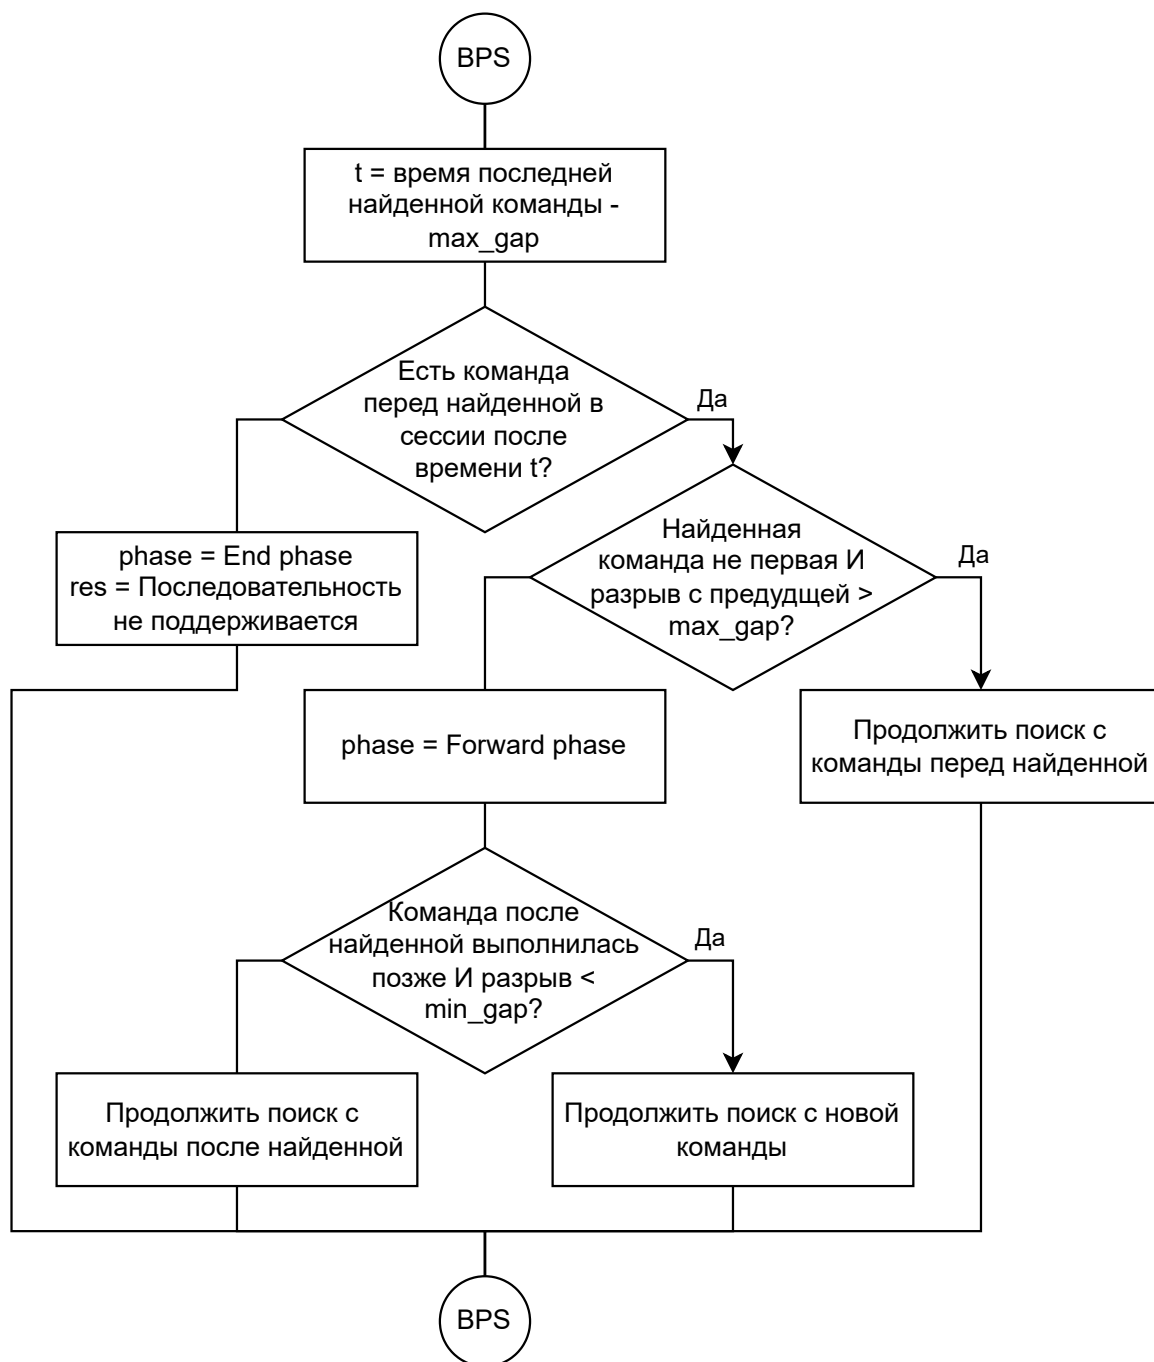 BPS
t = время последней
найденной команды -
max_gap
Есть команда
перед найденной в
сессии после
времени t?
Да
phase = End phase
res = Последовательность
не поддерживается
Найденная
команда не первая И
разрыв с предудщей >
max_gap?
Да
phase = Forward phase
Продолжить поиск с
команды перед найденной
Команда после
найденной выполнилась
позже И разрыв <
min_gap?
Да
Продолжить поиск с
команды после найденной
Продолжить поиск с новой
команды
BPS